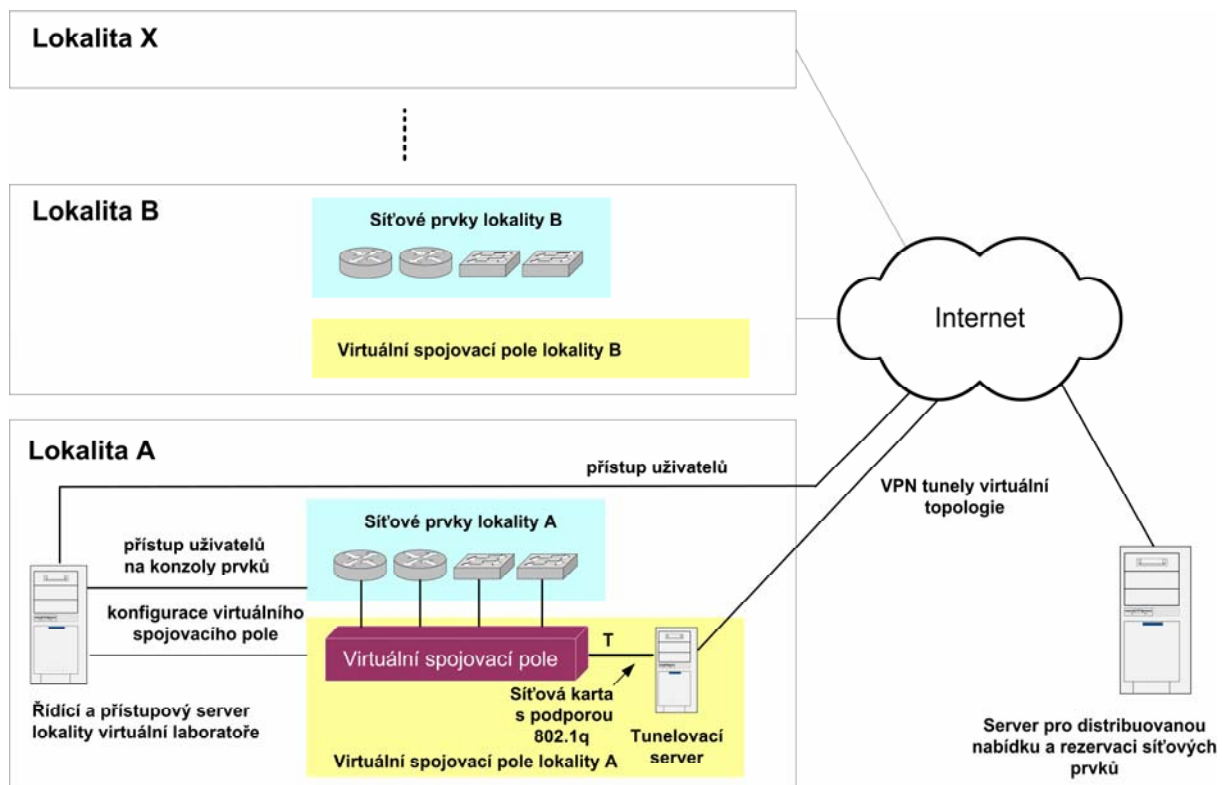 Lokalita X
Lokalita B
Síťové prvky lokality B
Virtuální spojovací pole lokality B
Internet
Lokalita A
přístup uživatelů
VPN tunely virtuální
topologie
Síťové prvky lokality A
přístup uživatelů
na konzoly prvků
konfigurace virtuálního
spojovacího pole
Virtuální spojovací pole
T
Síťová karta
s podporou
802.1q
Tunelovací
server
Virtuální spojovací pole lokality A
Řídící a přístupový server
lokality virtuální laboratoře
Server pro distribuovanou
nabídku a rezervaci síťových
prvků